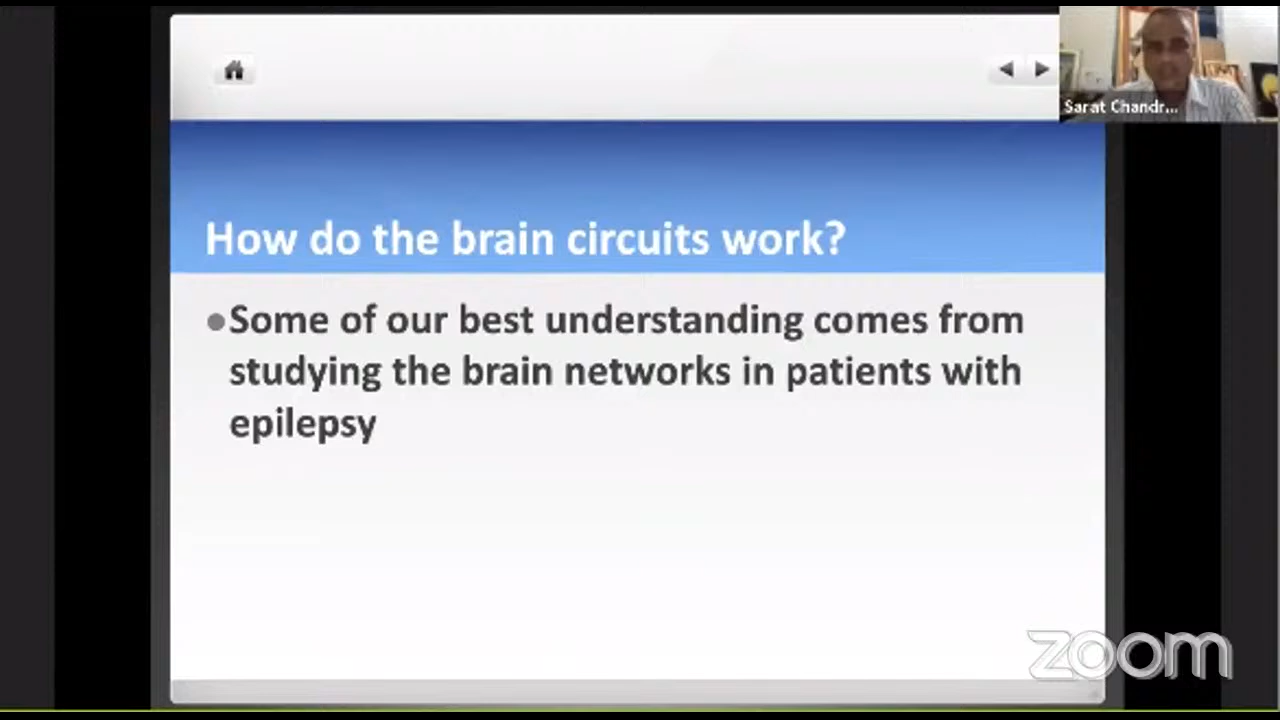 Sarat Chandr...
How do the brain circuits work?
Some of our best understanding comes from
studying the brain networks in patients with
epilepsy
zoom